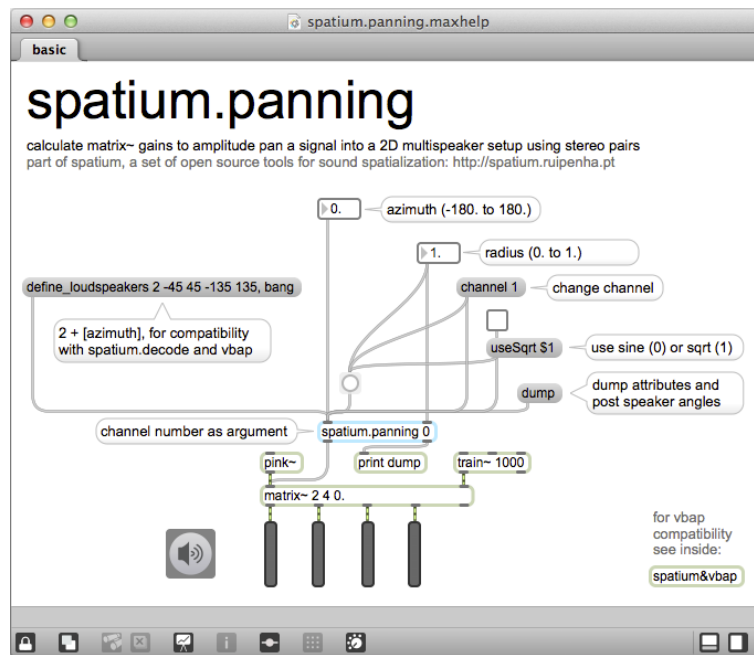 spatium.panning.maxhelp
basic
spatium.panning
calculate matrix~ gains to amplitude pan a signal into a 2D multispeaker setup using stereo pairs
part of spatium, a set of open source tools for sound spatialization: http://spatium.ruipenha.pt
0.
azimuth (-180. to 180.)
1.
radius (0. to 1.)
define_loudspeakers 2 -45 45 -135 135, bang
channel 1
change channel
2 + [azimuth], for compatibility
with spatium.decode and vbap
useSqrt $1
use sine (0) or sqrt (1)
dump
dump attributes and
post speaker angles
channel number as argument
spatium.panning 0
pink~
print dump
train~ 1000
matrix~ 2 4 0.
for vbap
compatibility
see inside:
spatium&vbap